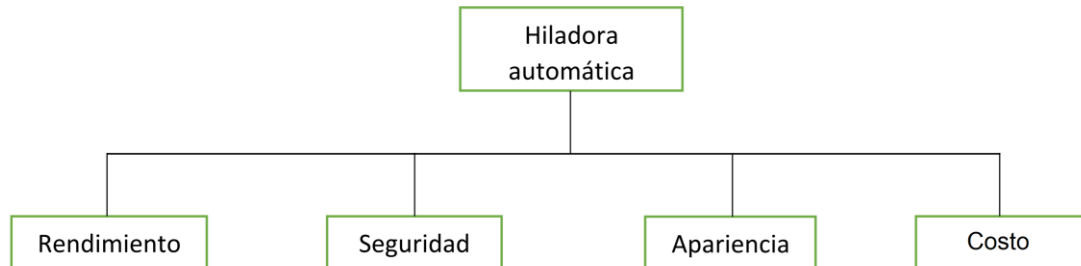 Hiladora
automática
Rendimiento
Seguridad
Apariencia
Costo